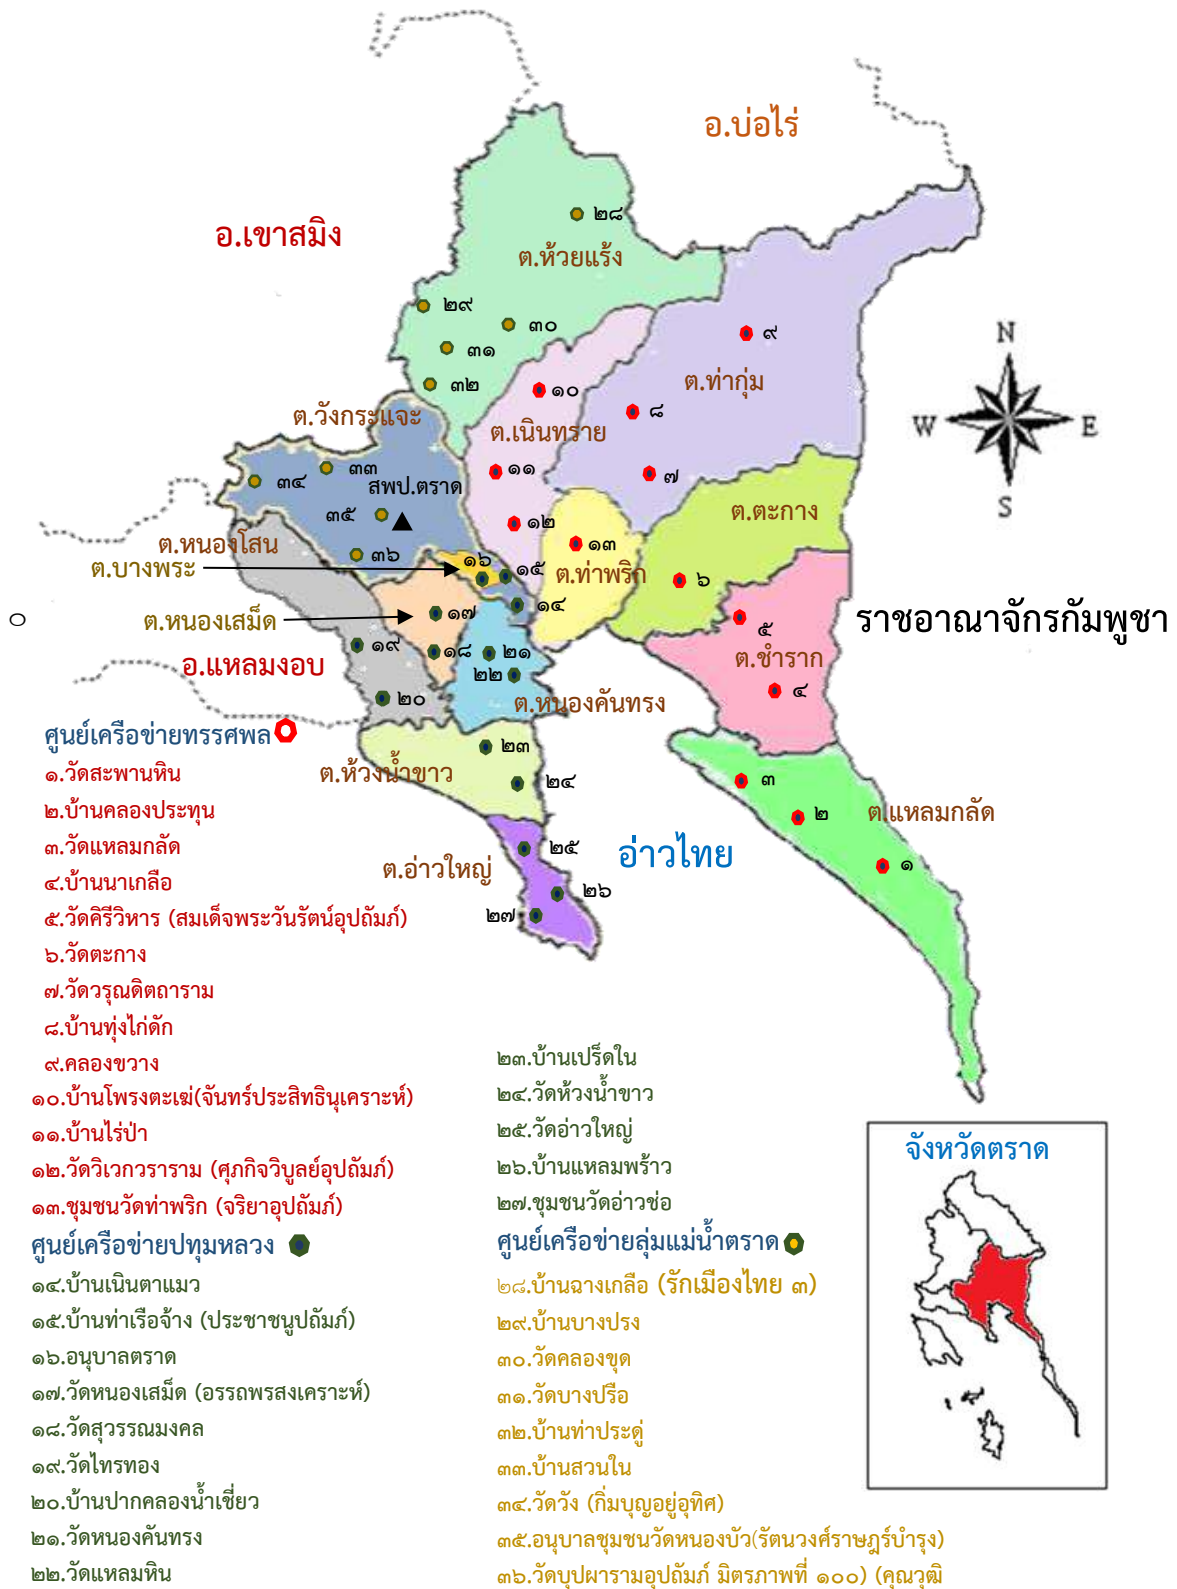 อ.บ่อไร่
อ.เขาสมิง
๒๘
ต.ห้วยแร้ง
๒๙
๓๐
๓๑
๓๒
๙
ต.ท่ากุ่ม
๑๐
๘
ต.วังกระแจะ
ต.เนินทราย
๗
๑๑
๓๓
๓๔
สพป.ตราด
๓๕
๑๒
ต.ตะกาง
N
W
E
S
ต.หนองโสน
๓๖
๑๓
ต.บางพระ
๑๖
๑๕
ต.ท่าพริก
๖
๑๔
ต.หนองเสม็ด
๑๗
๕
ราชอาณาจักรกัมพูชา
๑๙
๑๘
๒๑
ต.ชำราก
อ.แหลมงอบ
๒๒
๔
๒๐
ต.หนองคันทรง
๒๓
ต.ห้วงน้ำขาว
๒๔
๓
๒
ต.แหลมกลัด
๑
อ่าวไทย
๒๕
ต.อ่าวใหญ่
๒๖
๒๗
ศูนย์เครือข่ายทรรศพล
๑.วัดสะพานหิน
๒.บ้านคลองประทุน
๓.วัดแหลมกลัด
๔.บ้านนาเกลือ
๕.วัดคิรีวิหาร (สมเด็จพระวันรัตน์อุปถัมภ์)
๖.วัดตะกาง
๗.วัดวรุณดิตถาราม
๘.บ้านทุ่งไก่ดัก
๙.คลองขวาง
๑๐.บ้านโพรงตะเฆ่(จันทร์ประสิทธินุเคราะห์)
๑๑.บ้านไร่ป่า
๑๒.วัดวิเวกวราราม (ศุภกิจวิบูลย์อุปถัมภ์)
๑๓.ชุมชนวัดท่าพริก (จริยาอุปถัมภ์)
ศูนย์เครือข่ายปทุมหลวง
๑๔.บ้านเนินตาแมว
๑๕.บ้านท่าเรือจ้าง (ประชาชนูปถัมภ์)
๑๖.อนุบาลตราด
๑๗.วัดหนองเสม็ด (อรรถพรสงเคราะห์)
๑๘.วัดสุวรรณมงคล
๑๙.วัดไทรทอง
๒๐.บ้านปากคลองน้ำเชี่ยว
๒๑.วัดหนองคันทรง
๒๒.วัดแหลมหิน
๒๓.บ้านเปร็ดใน
๒๔.วัดห้วงน้ำขาว
๒๕.วัดอ่าวใหญ่
๒๖.บ้านแหลมพร้าว
๒๗.ชุมชนวัดอ่าวช่อ
ศูนย์เครือข่ายลุ่มแม่น้ำตราด
๒๘.บ้านฉางเกลือ (รักเมืองไทย ๓)
๒๙.บ้านบางปรง
๓๐.วัดคลองขุด
๓๑.วัดบางปรือ
๓๒.บ้านท่าประดู่
๓๓.บ้านสวนใน
๓๔.วัดวัง (กิ่มบุญอยู่อุทิศ)
๓๕.อนุบาลชุมชนวัดหนองบัว(รัตนวงศ์ราษฎร์บำรุง)
๓๖.วัดบุปผารามอุปถัมภ์ มิตรภาพที่ ๑๐๐) (คุณวุฒิ
จังหวัดตราด